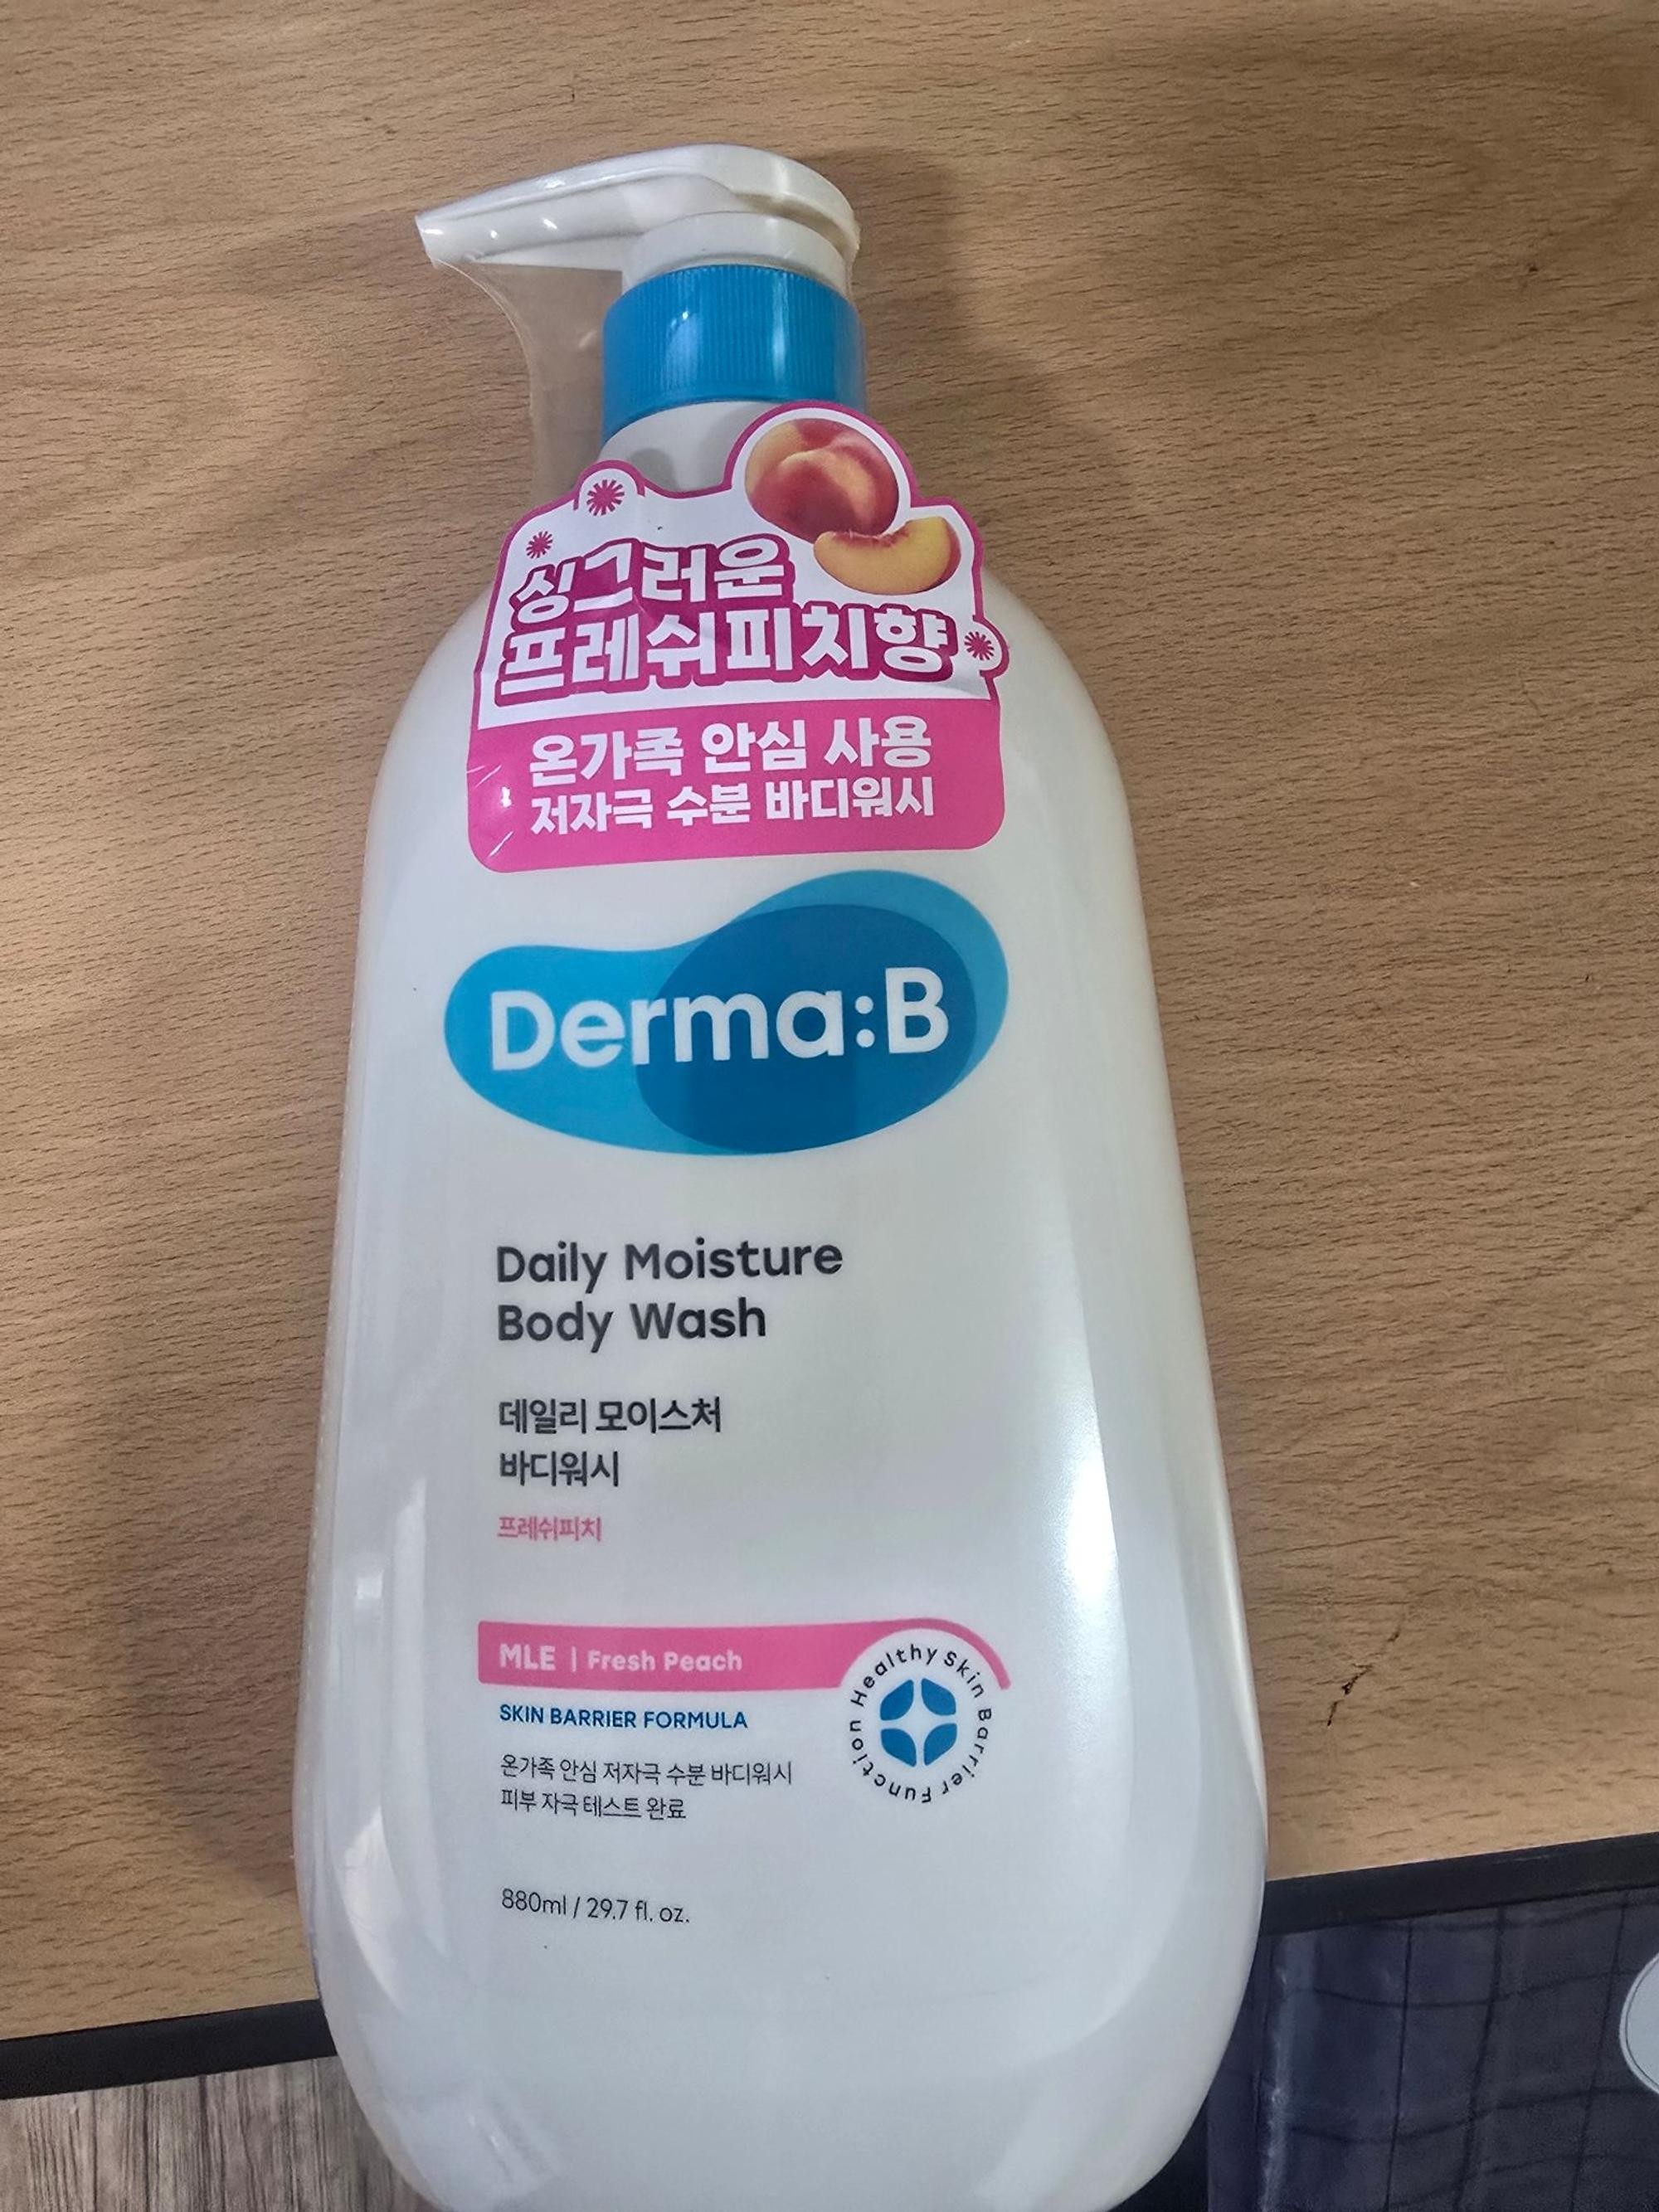 싱그러운
프레쉬피치향
온가족 안심 사용
저자극 수분 바디워시
Derma:B
Daily Moisture
Body Wash
데일리 모이스처
바디워시
프레쉬피치
MLE | Fresh Peach
Healthy Skin Barrier Function
SKIN BARRIER FORMULA
온가족 안심 저자극 수분 바디워시
피부 자극 테스트 완료
880ml / 29.7 fl. oz.